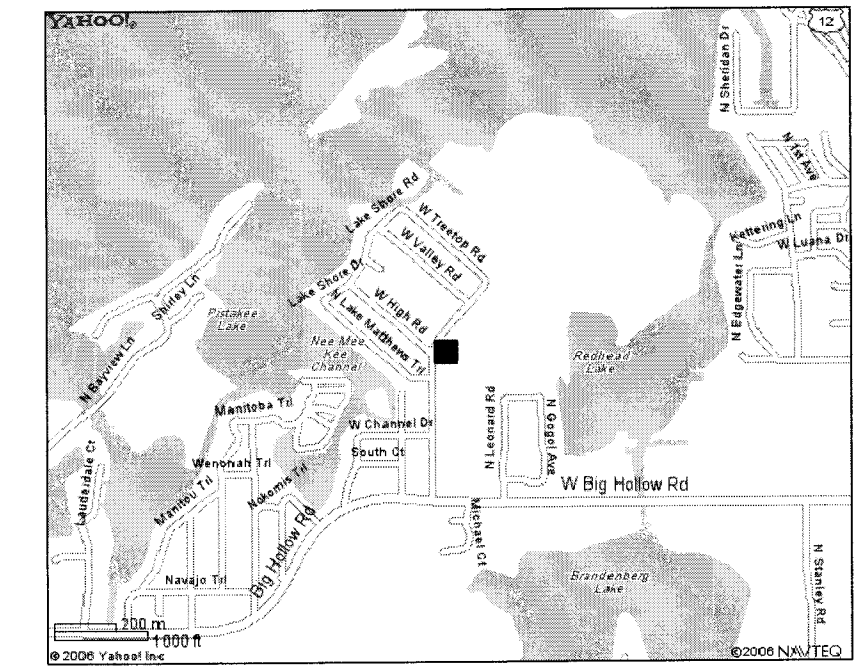 YAHOO!
12
N Sheridan Dr
N 1st Ave
Lake Shore Rd
W Treetop Rd
W Valley Rd
Kettering Ln
W Luana Dr
N Edgewater Ln
Lake Shore Dr
Shirley Ln
Pistakee
Lake
W High Rd
N Lake Matthews Trl
Nee Mee
Kee
Channel
Redhead
Lake
N Bayview Ln
Manitoba Trl
W Channel Dr
N Leonard Rd
N Gogol Ave
South Ct
Lauderdale Ct
Wenonah Trl
Nokomis Trl
Manitou Trl
W Big Hollow Rd
Big Hollow Rd
Michael Ct
Navajo Trl
Brandenberg
Lake
N Stanley Rd
200 m
1000 ft
© 2006 Yahoo! Inc
©2006 NAVTEQ